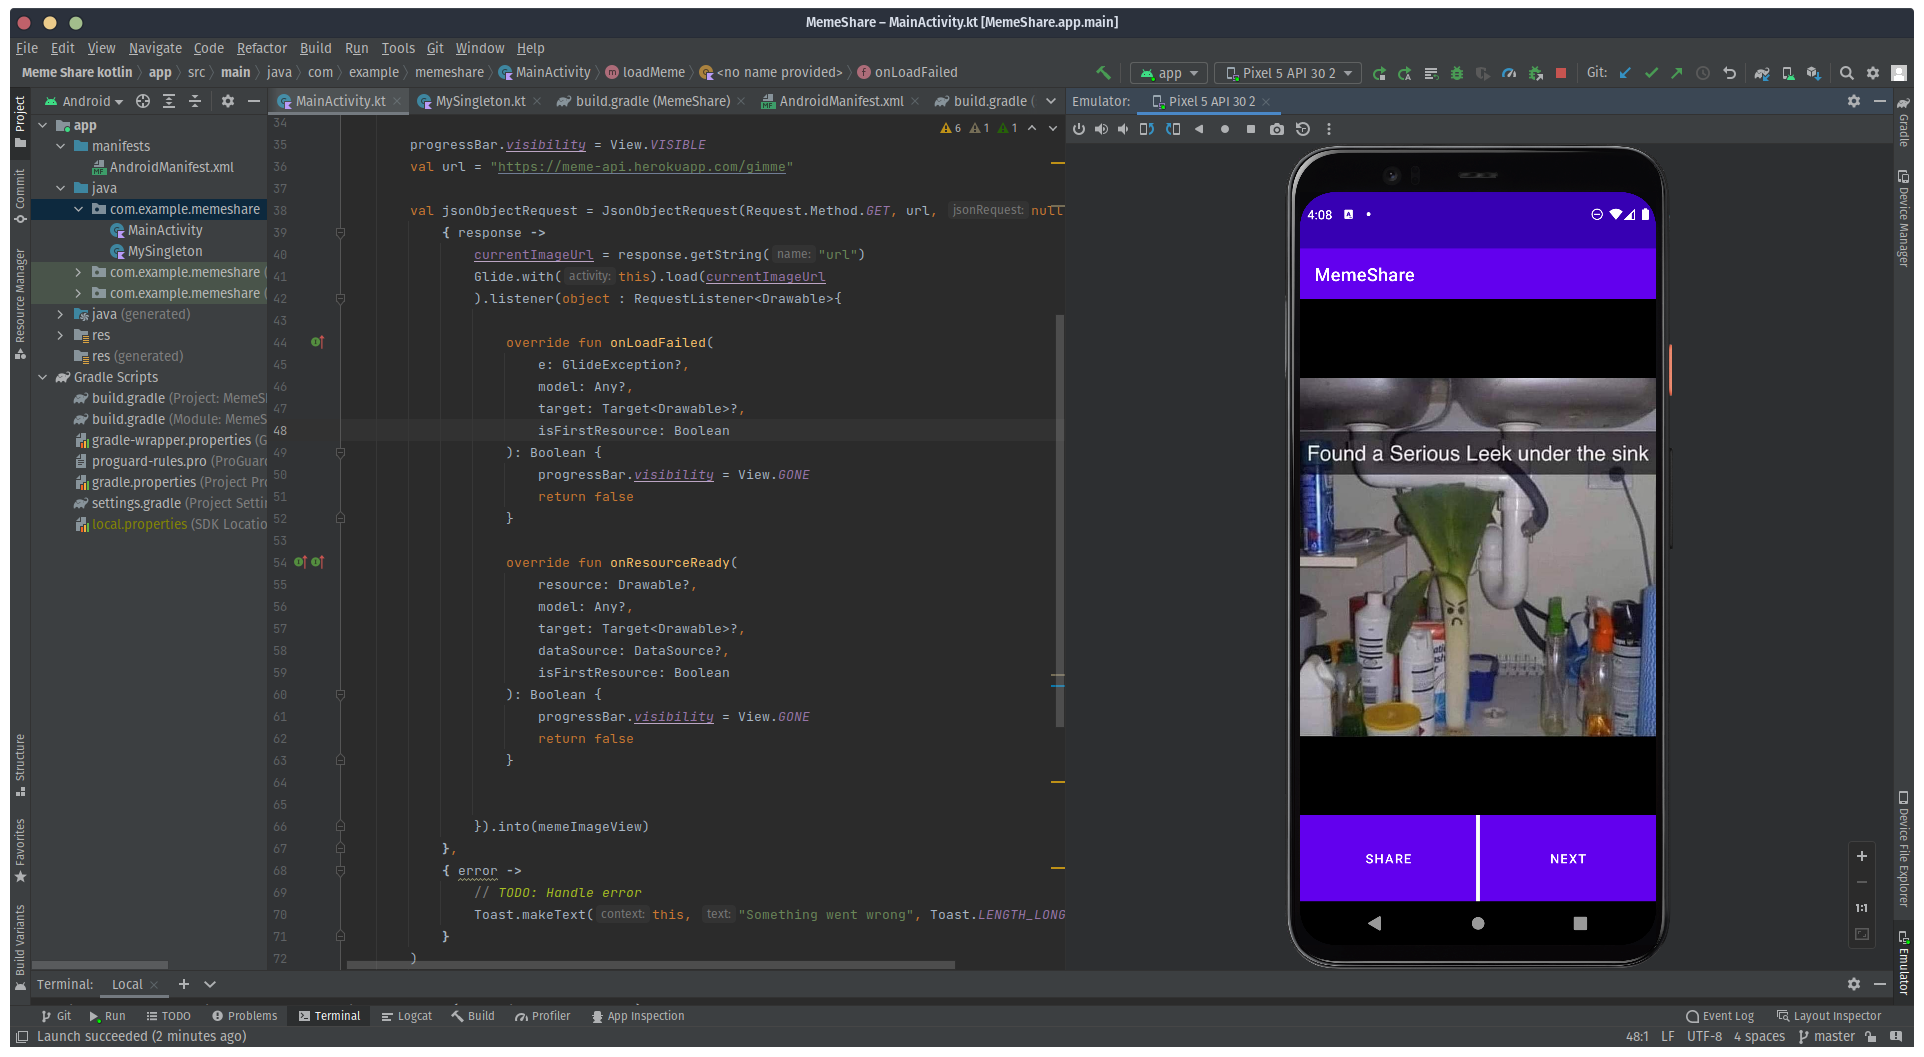 MemeShare – MainActivity.kt [MemeShare.app.main]
File Edit View Navigate Code Refactor Build Run Tools Git Window Help
Meme Share kotlin app src main java com example memeshare MainActivity loadMeme <no name provided> onLoadFailed app Pixel 5 API 30 2 Git:
Project
Commit
Resource Manager
Structure
Favorites
Build Variants
Android
app
manifests
AndroidManifest.xml
java
com.example.memeshare
MainActivity
MySingleton
com.example.memeshare (
com.example.memeshare (
java (generated)
res
res (generated)
Gradle Scripts
build.gradle (Project: MemeS
build.gradle (Module: MemeS
gradle-wrapper.properties (G
proguard-rules.pro (ProGuar
gradle.properties (Project Pr
settings.gradle (Project Setti
local.properties (SDK Locatio
MainActivity.kt MySingleton.kt build.gradle (MemeShare) AndroidManifest.xml build.gradle (
6 1 1
34
35 progressBar.visibility = View.VISIBLE
36 val url = "https://meme-api.herokuapp.com/gimme"
37
38 val jsonObjectRequest = JsonObjectRequest(Request.Method.GET, url, jsonRequest: null
39 { response ->
40 currentImageUrl = response.getString( name: "url")
41 Glide.with( activity: this).load(currentImageUrl
42 ).listener(object : RequestListener<Drawable>{
43
44 override fun onLoadFailed(
45 e: GlideException?,
46 model: Any?,
47 target: Target<Drawable>?,
48 isFirstResource: Boolean
49 ): Boolean {
50 progressBar.visibility = View.GONE
51 return false
52 }
53
54 override fun onResourceReady(
55 resource: Drawable?,
56 model: Any?,
57 target: Target<Drawable>?,
58 dataSource: DataSource?,
59 isFirstResource: Boolean
60 ): Boolean {
61 progressBar.visibility = View.GONE
62 return false
63 }
64
65
66 }).into(memeImageView)
67 },
68 { error ->
69 // TODO: Handle error
70 Toast.makeText( context: this, text: "Something went wrong", Toast.LENGTH_LONG
71 }
72 )
Emulator: Pixel 5 API 30 2
4:08
MemeShare
Found a Serious Leek under the sink
SHARE NEXT
1:1
Gradle
Device Manager
Device File Explorer
Emulator
Terminal: Local
Git Run TODO Problems Terminal Logcat Build Profiler App Inspection Event Log Layout Inspector
Launch succeeded (2 minutes ago) 48:1 LF UTF-8 4 spaces master